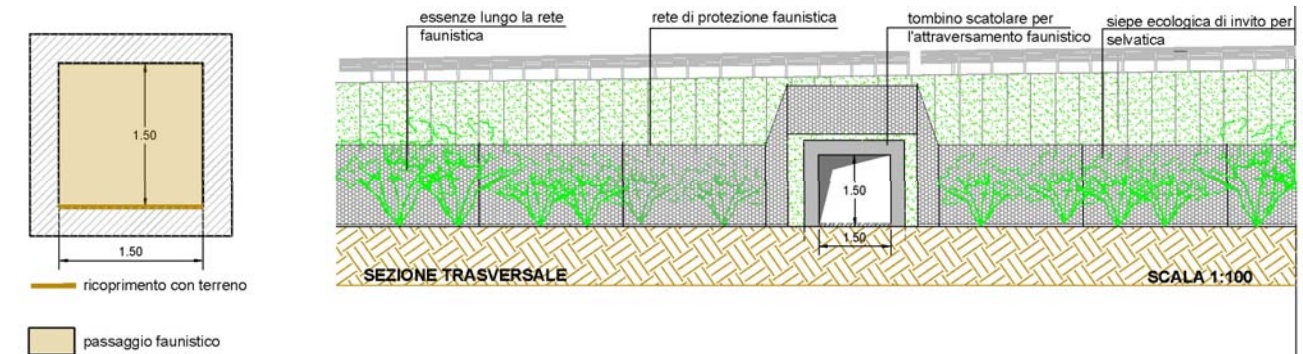 essenze lungo la rete
faunistica
rete di protezione faunistica
tombino scatolare per
l'attraversamento faunistico
siepe ecologica di invito per
selvatica
1.50
1.50
ricoprimento con terreno
passaggio faunistico
1.50
1.50
SEZIONE TRASVERSALE
SCALA 1:100